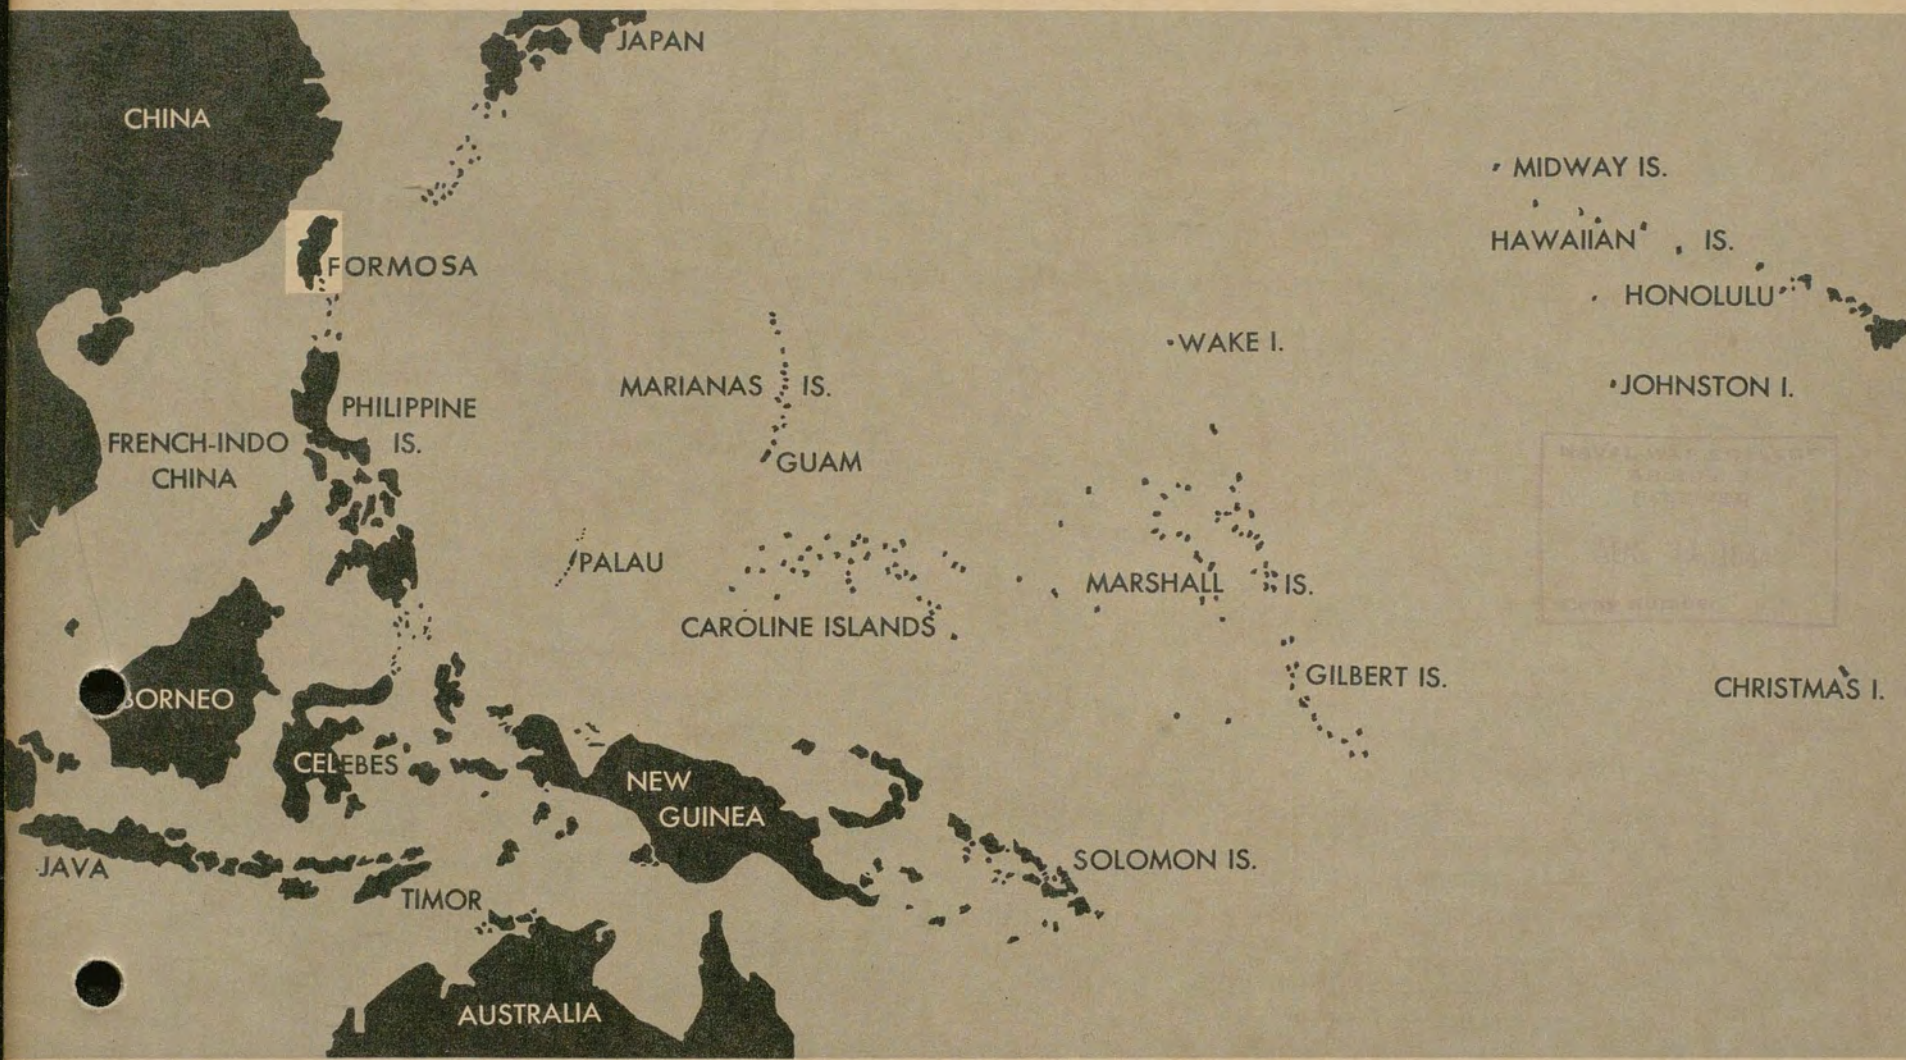 JAPAN
CHINA
MIDWAY IS.
HAWAIIAN IS.
FORMOSA
HONOLULU
WAKE I.
MARIANAS IS.
JOHNSTON I.
PHILIPPINE
IS.
FRENCH-INDO
CHINA
GUAM
PALAU
MARSHALL IS.
CAROLINE ISLANDS
GILBERT IS.
CHRISTMAS I.
BORNEO
CELEBES
NEW
GUINEA
SOLOMON IS.
JAVA
TIMOR
AUSTRALIA